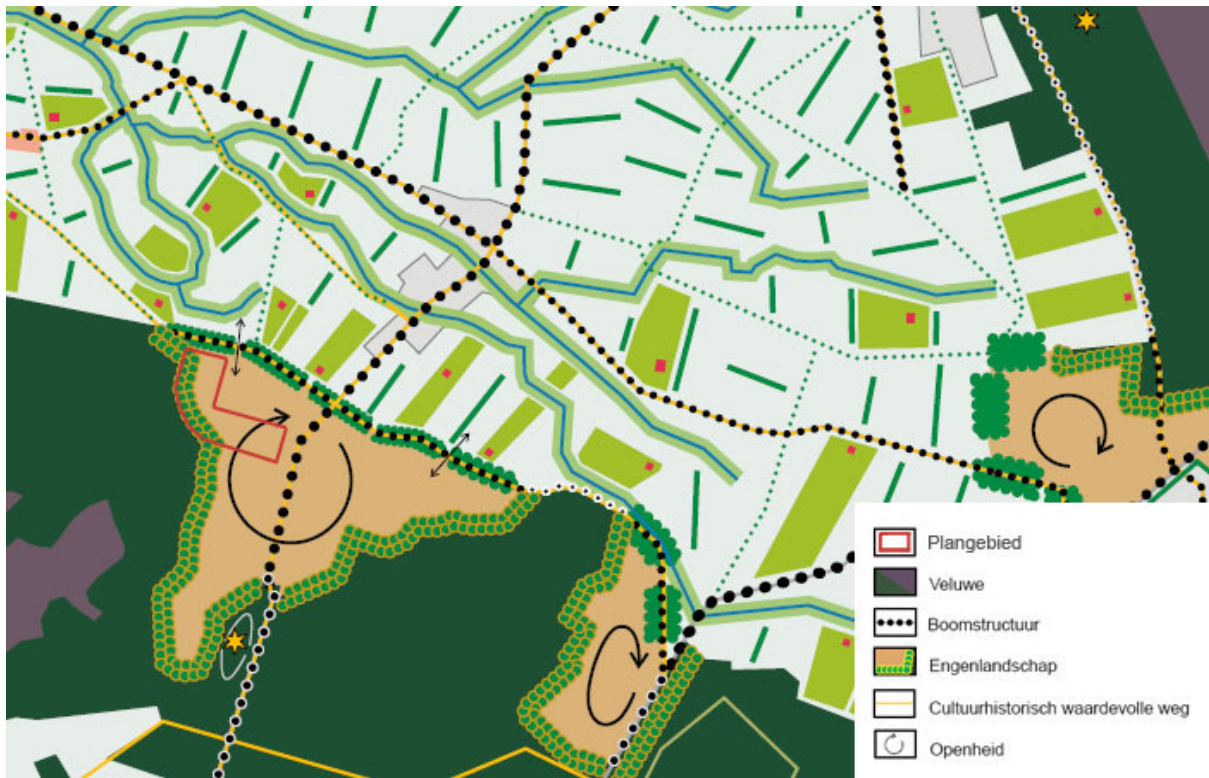 Plangebied
Veluwe
Boomstructuur
Engenlandschap
Cultuurhistorisch waardevolle weg
Openheid